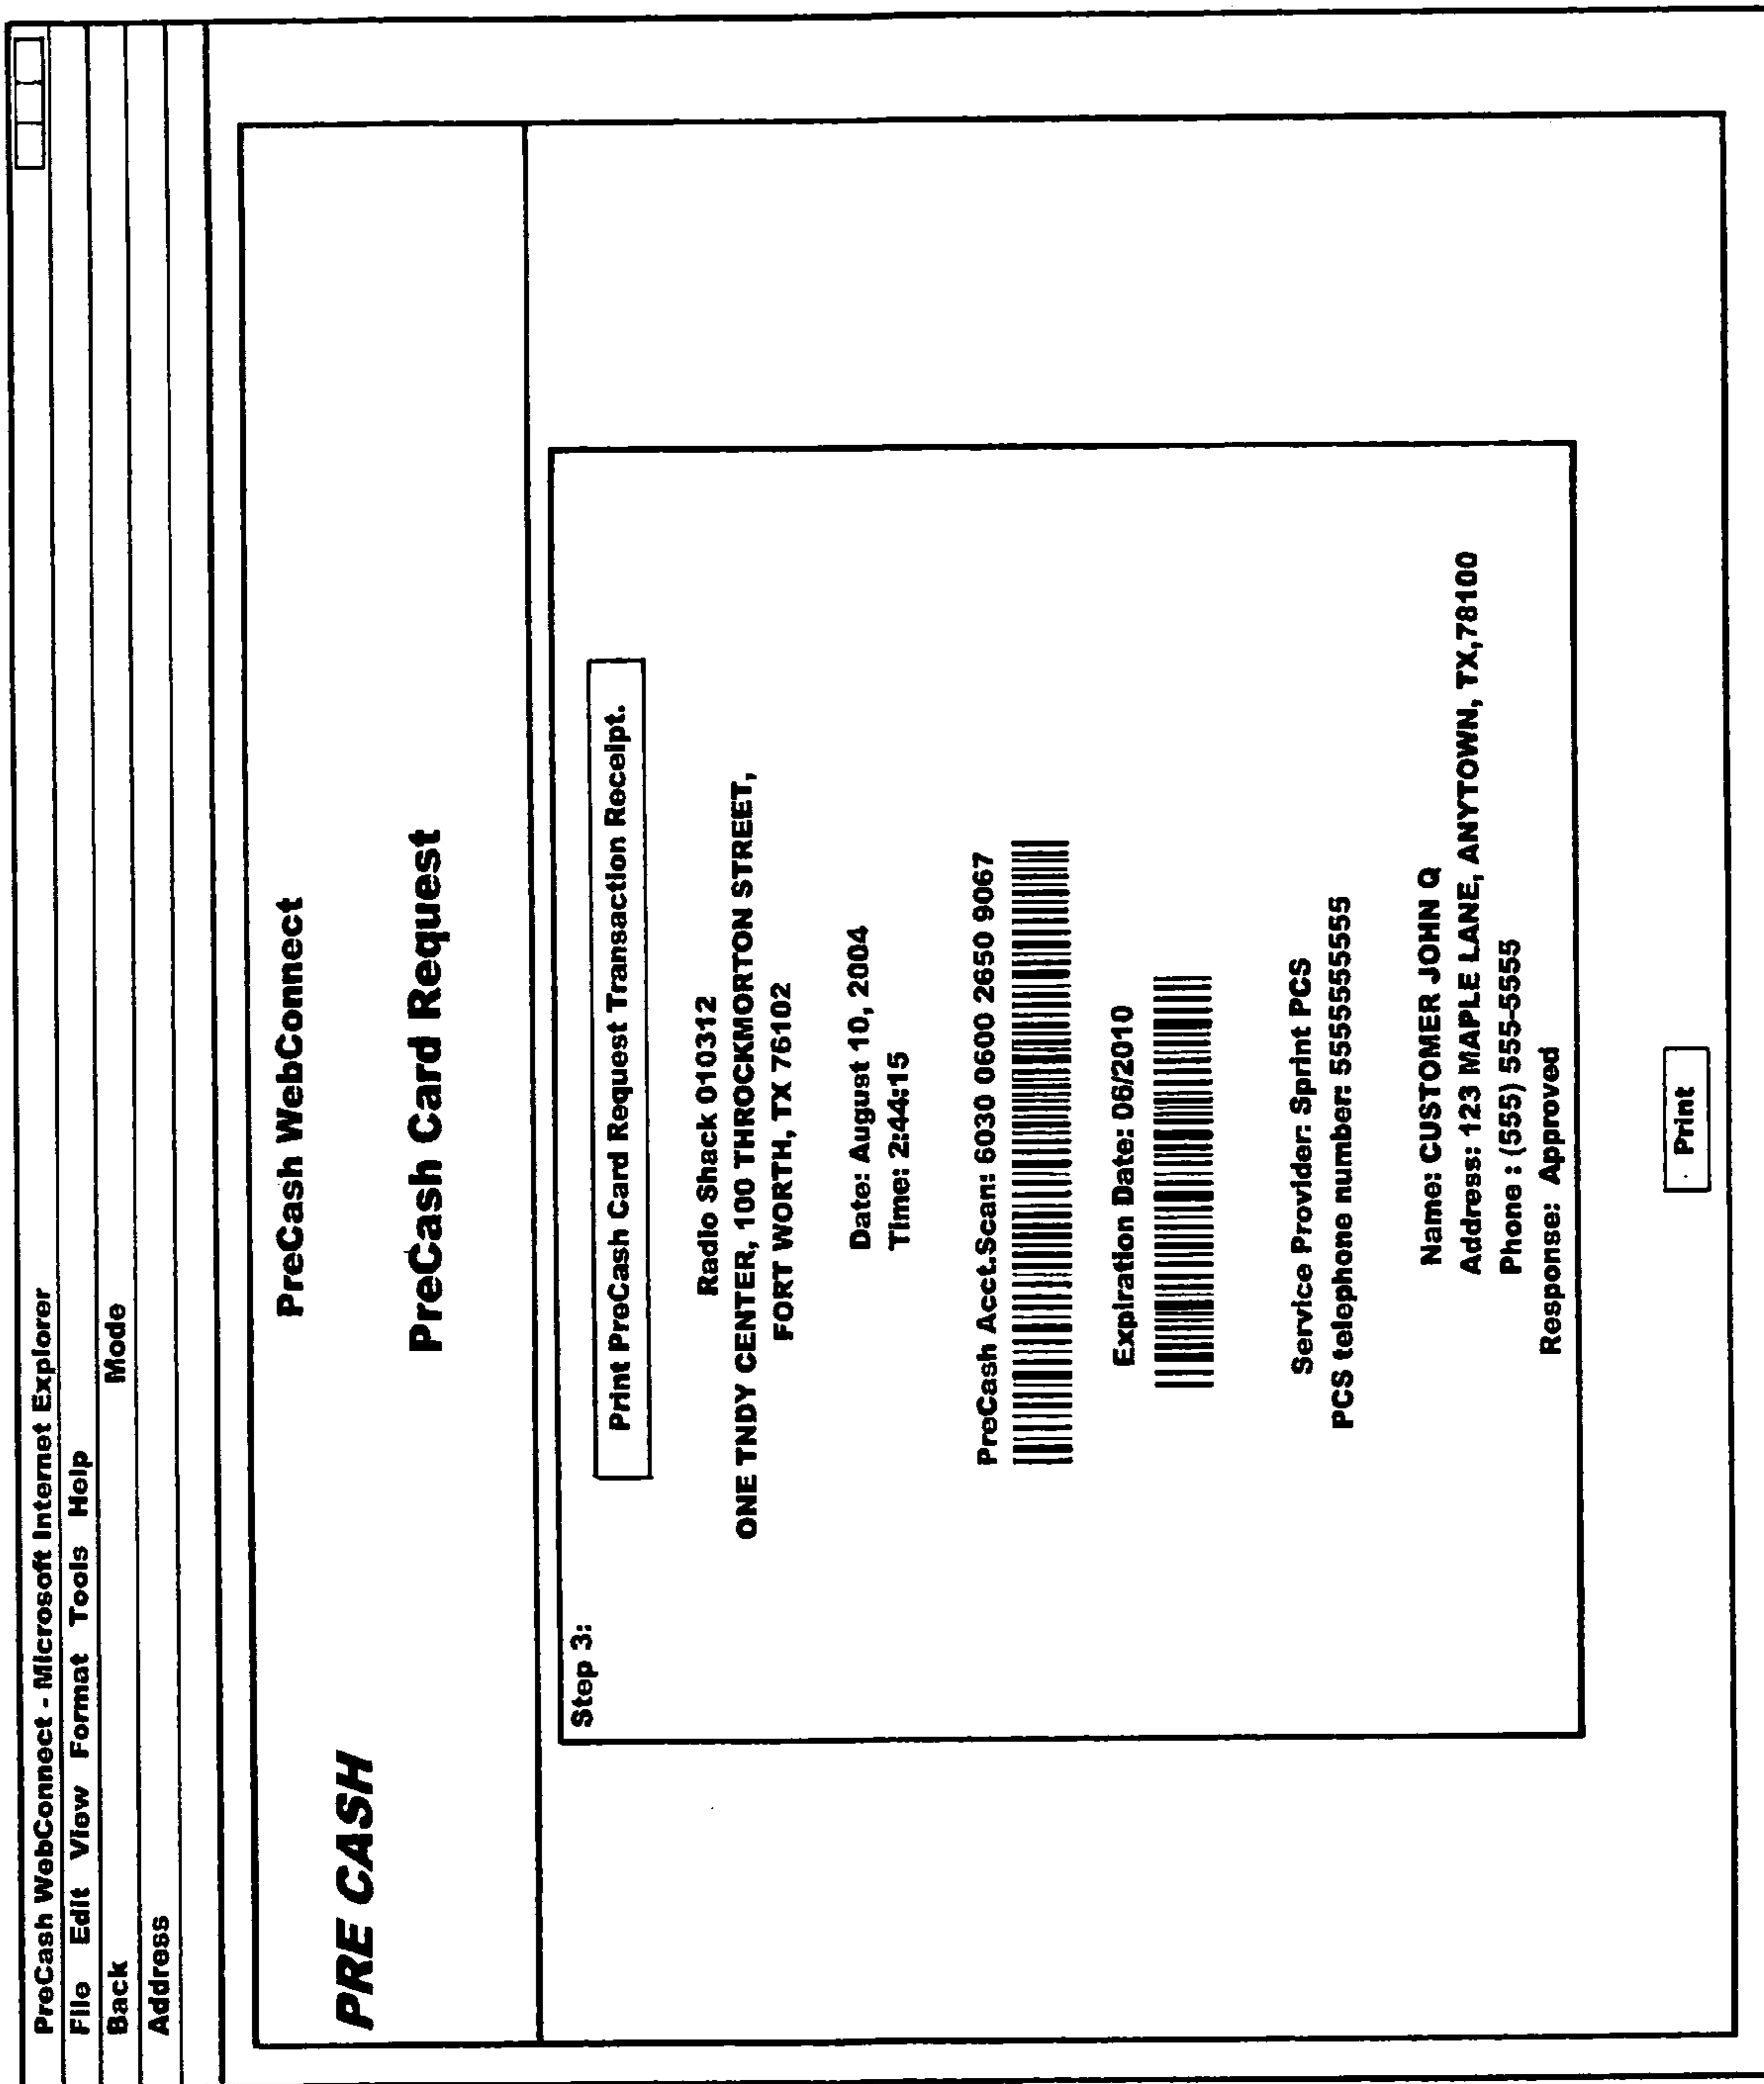 PreCash WebConnect - Microsoft Internet Explorer
File Edit View Format Tools Help
Back Mode
Address
PreCash WebConnect
PRE CASH
PreCash Card Request
Step 3:
Print PreCash Card Request Transaction Receipt.
Radio Shack 010312
ONE TNDY CENTER, 100 THROCKMORTON STREET,
FORT WORTH, TX 76102
Date: August 10, 2004
Time: 2:44:15
PreCash Acct.Scan: 6030 0600 2650 9067
Expiration Date: 06/2010
Service Provider: Sprint PCS
PCS telephone number: 5555555555
Name: CUSTOMER JOHN Q
Address: 123 MAPLE LANE, ANYTOWN, TX,78100
Phone : (555) 555-5555
Response: Approved
Print